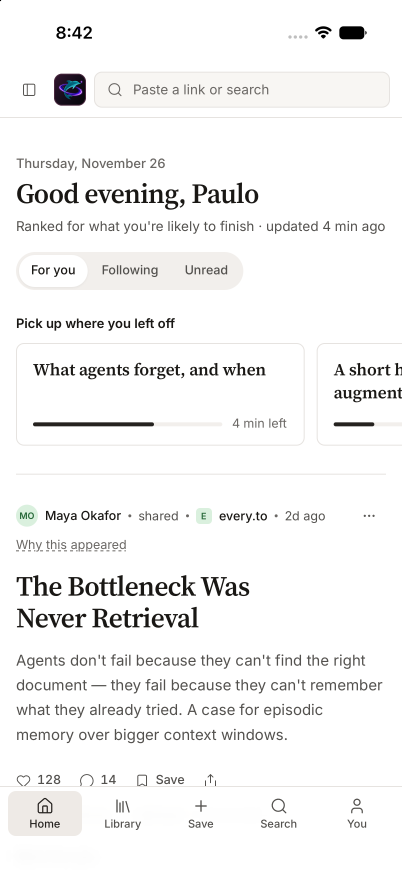 8:42
Paste a link or search
Thursday, November 26
Good evening, Paulo
Ranked for what you're likely to finish · updated 4 min ago
For you
Following
Unread
Pick up where you left off
What agents forget, and when
4 min left
A short
augment
MO Maya Okafor • shared • E every.to • 2d ago
Why this appeared
The Bottleneck Was
Never Retrieval
Agents don't fail because they can't find the right
document — they fail because they can't remember
what they already tried. A case for episodic
memory over bigger context windows.
128
14
Save
Home
Library
Save
Search
You